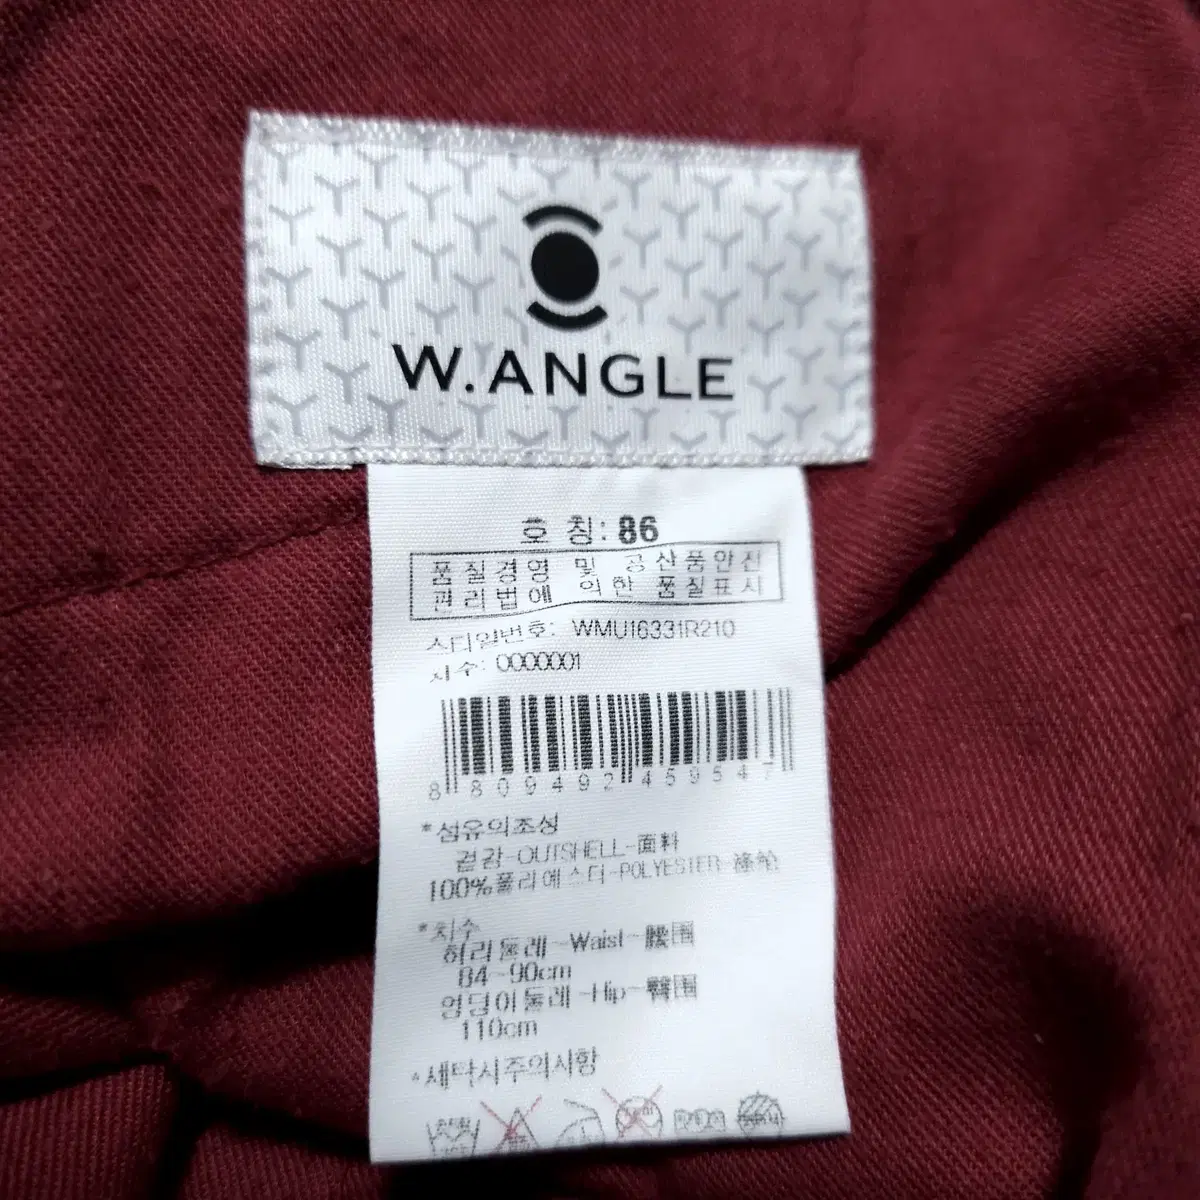 W.ANGLE
호 칭: 86
품질경영 및 공산품안전
관리법에 의한 품질표시
스타일번호: WMU16331R210
치수: 0000001
8 809492 459547
*섬유의조성
겉감-OUTSHELL-面料
100%폴리에스터-POLYESTER-涤纶
*치수
허리둘레-Waist-腰围
84~90cm
엉덩이둘레-Hip-臀围
110cm
*세탁시주의사항